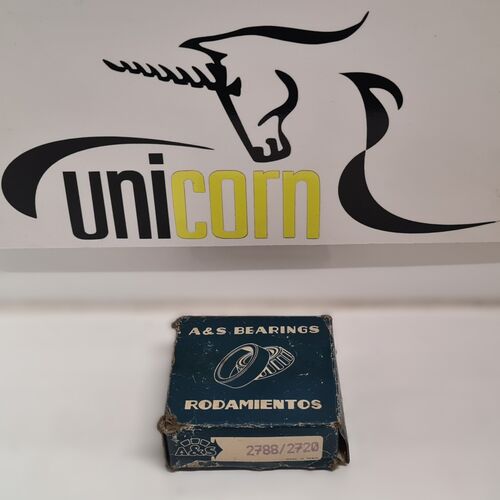 unicorn
A&S BEARINGS
RODAMIENTOS
A&S 2788/2720